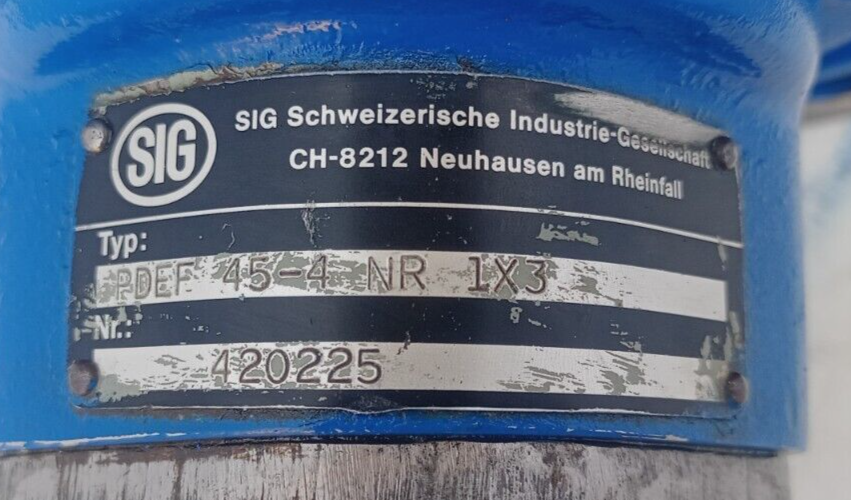 SIG
SIG Schweizerische Industrie-Gesellschaft
CH-8212 Neuhausen am Rheinfall
Typ:
PDEF 45-4 NR 1X3
Nr.:
420225